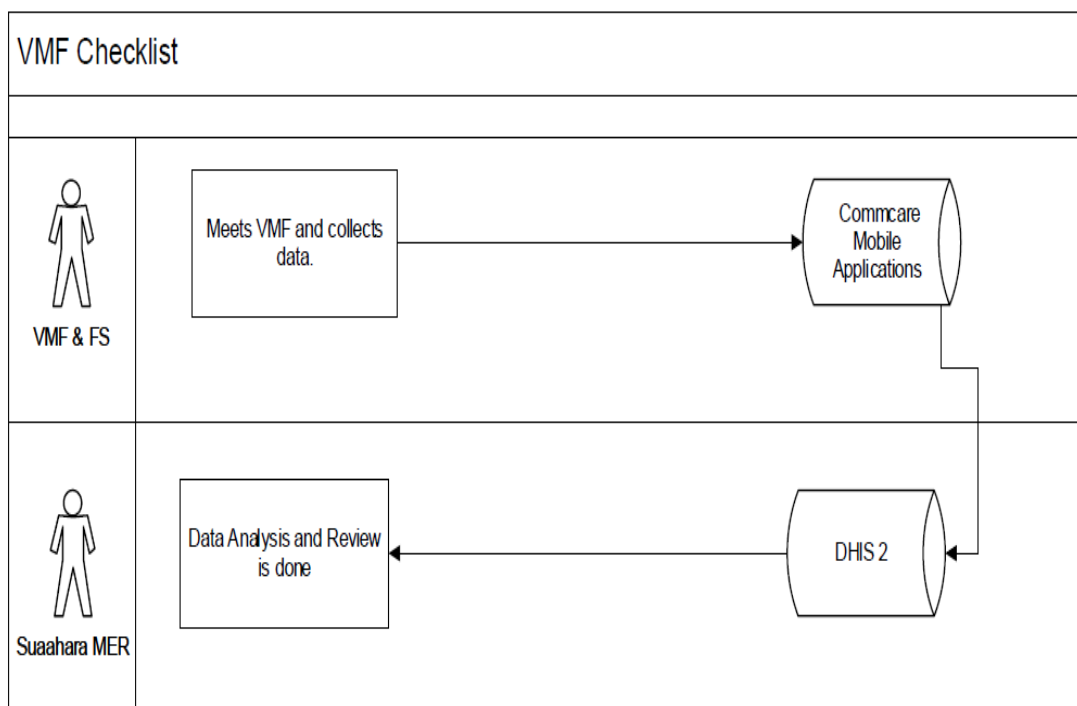 VMF Checklist
Meets VMF and collects
data.
Commcare
Mobile
Applications
VMF & FS
Data Analysis and Review
is done
DHIS 2
Suaahara MER